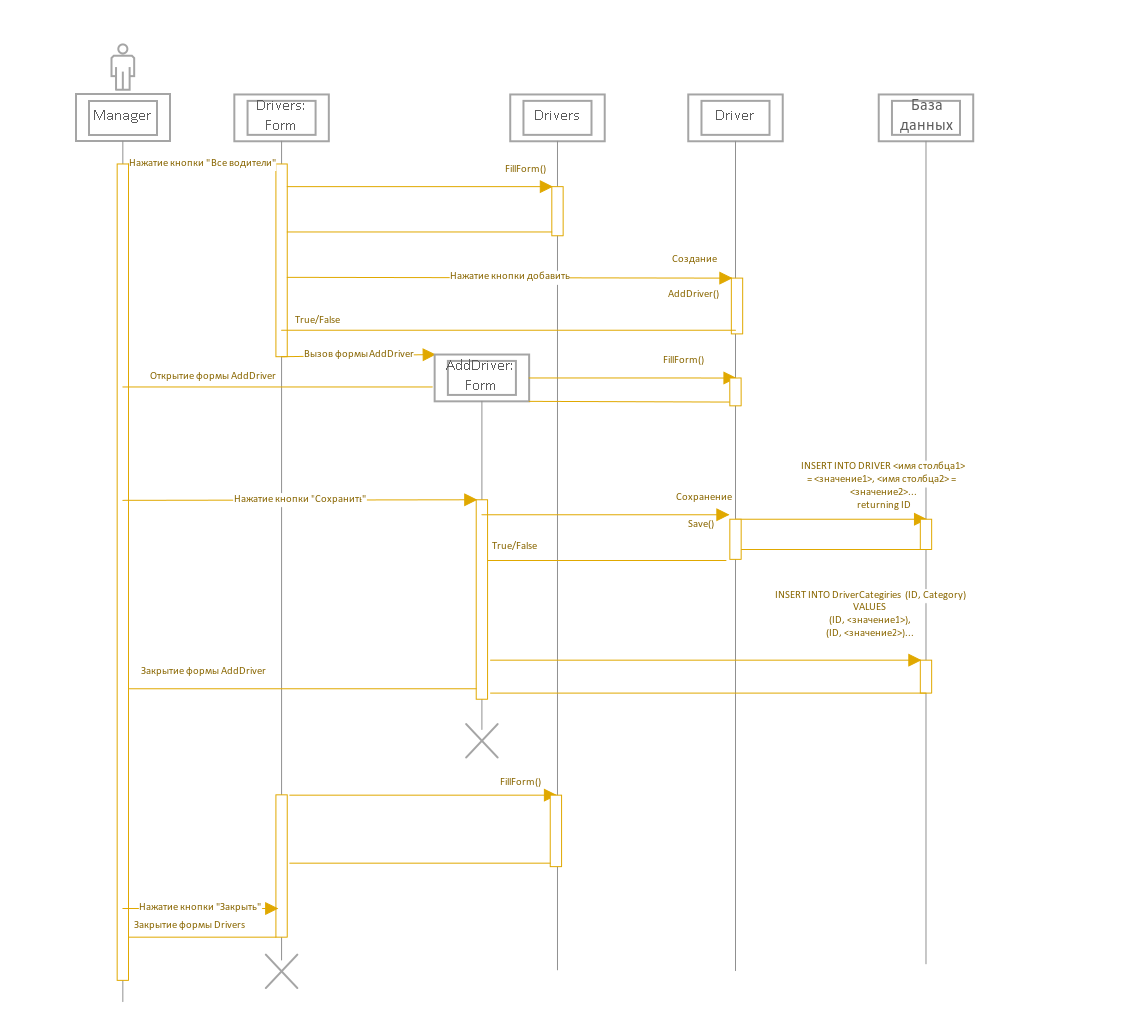 Manager
Drivers:
Form
Drivers
Driver
База
данных
Нажатие кнопки "Все водители"
FillForm()
Создание
Нажатие кнопки добавить
AddDriver()
True/False
Вызов формы AddDriver
AddDriver:
Form
FillForm()
Открытие формы AddDriver
INSERT INTO DRIVER <имя столбца1>
= <значение1>, <имя столбца2> =
<значение2>...
returning ID
Нажатие кнопки "Сохранить"
Сохранение
Save()
True/False
INSERT INTO DriverCategiries (ID, Category)
VALUES
(ID, <значение1>),
(ID, <значение2>)...
Закрытие формы AddDriver
FillForm()
Нажатие кнопки "Закрыть"
Закрытие формы Drivers